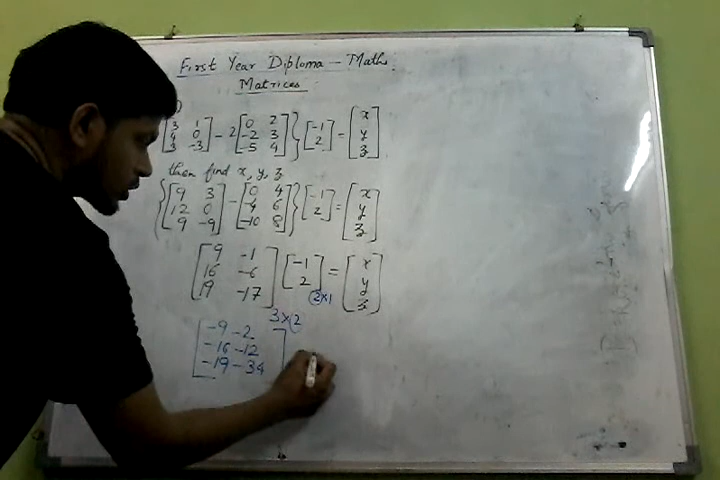 First Year Diploma - Math:
Matrices
[3 1; 4 0; 3 -3] - 2 [0 2; -2 3; -5 4]} [-1; 2] = [x; y; z]
then find x, y, z
{[9 3; 12 0; 9 -9] - [0 4; -4 6; -10 8]} [-1; 2] = [x; y; z]
[9 -1; 16 -6; 19 -17] [-1; 2] = [x; y; z]
2×1
3×2
[-9 -2; -16 -12; -19 -34]